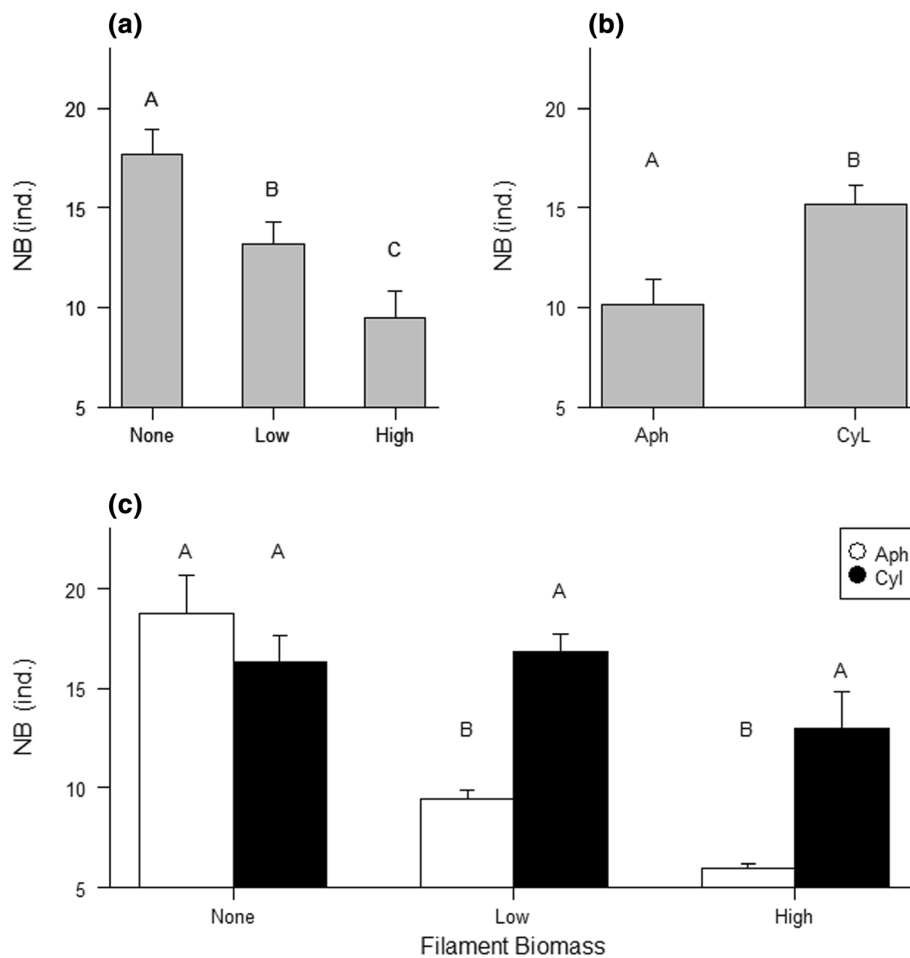 (a)
NB (ind.)
20
15
10
5
A
B
C
None Low High
(b)
NB (ind.)
20
15
10
5
A
B
Aph CyL
(c)
NB (ind.)
20
15
10
5
A A
B A
B A
Aph
Cyl
None Low High
Filament Biomass